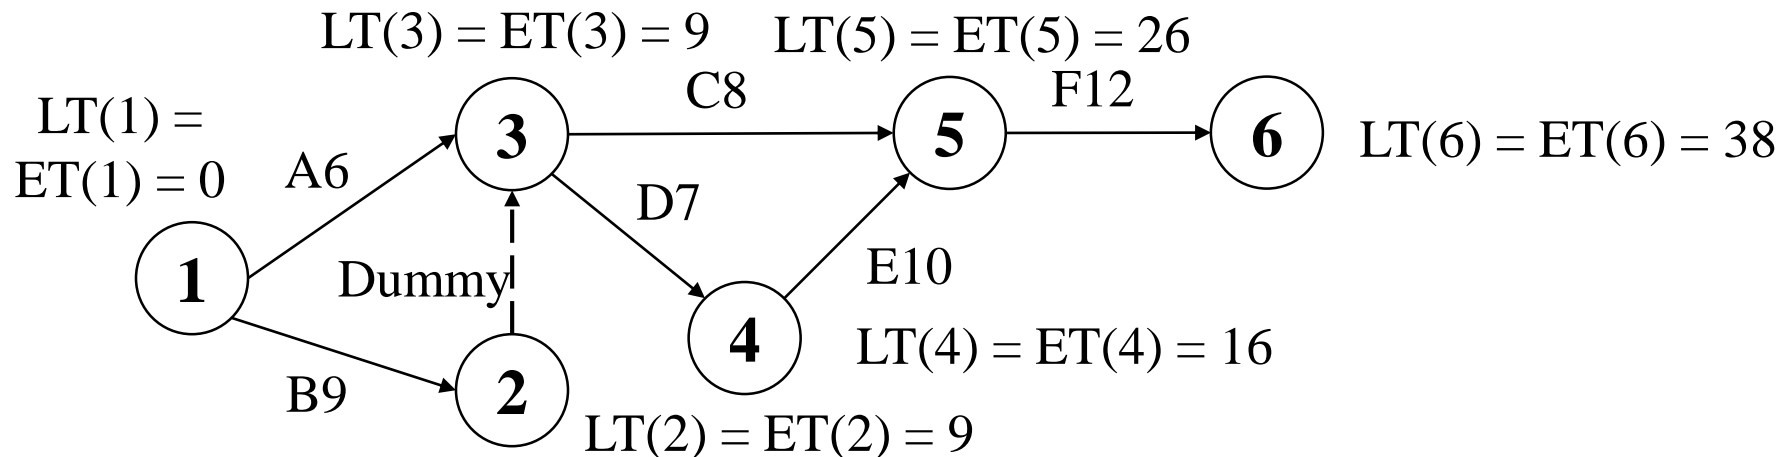 LT(3) = ET(3) = 9
LT(5) = ET(5) = 26
LT(1) =
ET(1) = 0
A6
C8
F12
3
5
6
LT(6) = ET(6) = 38
D7
1
Dummy
E10
4
LT(4) = ET(4) = 16
B9
2
LT(2) = ET(2) = 9